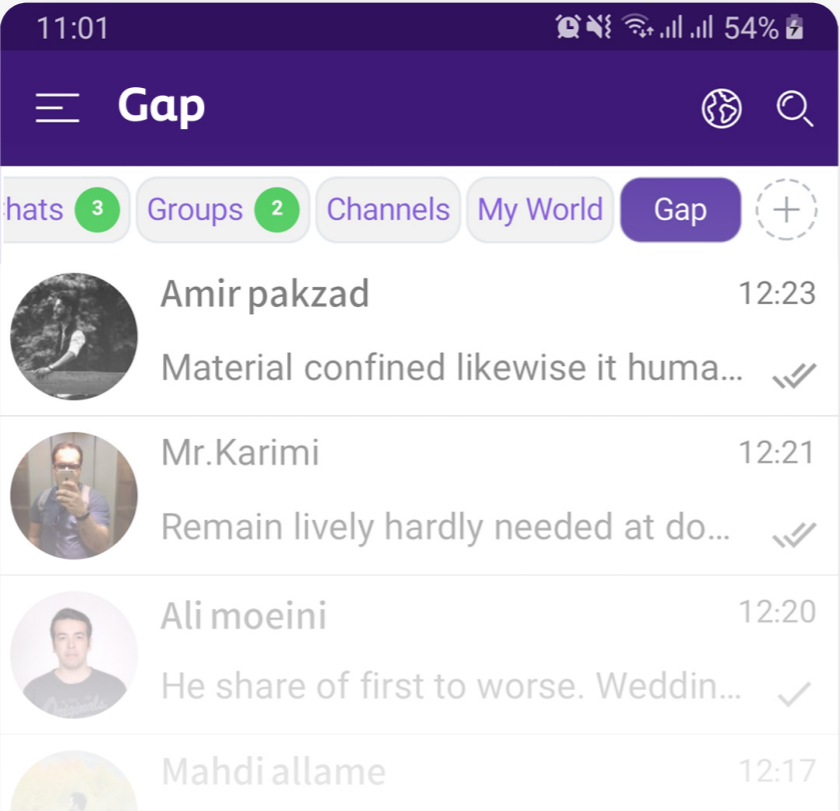 11:01 54%
Gap
hats 3 Groups 2 Channels My World Gap
Amir pakzad 12:23
Material confined likewise it huma...
Mr.Karimi 12:21
Remain lively hardly needed at do...
Ali moeini 12:20
He share of first to worse. Weddin...
Originals
Mahdi allame 12:17